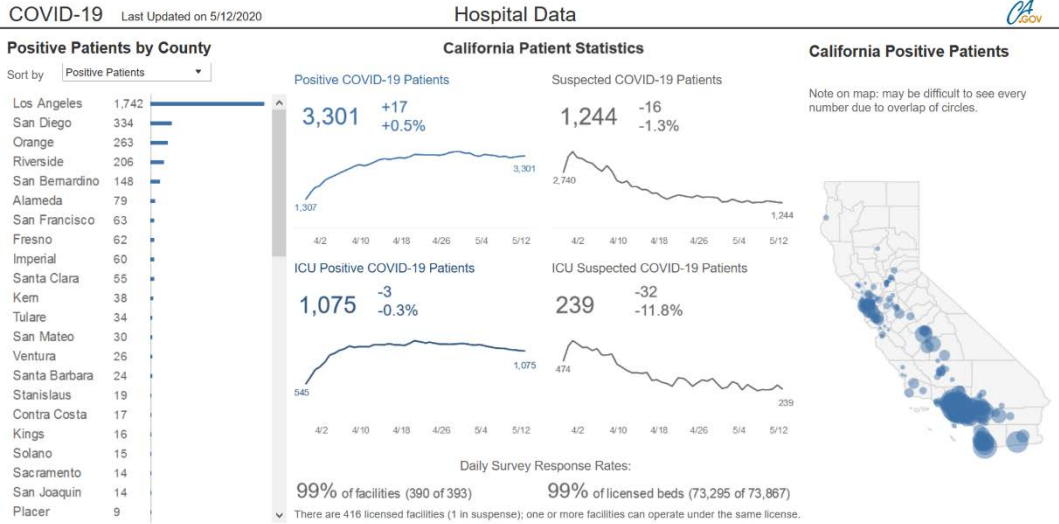 COVID-19 Last Updated on 5/12/2020
Hospital Data
CA
.GOV
Positive Patients by County
Sort by Positive Patients
Los Angeles 1,742
San Diego 334
Orange 263
Riverside 206
San Bernardino 148
Alameda 79
San Francisco 63
Fresno 62
Imperial 60
Santa Clara 55
Kern 38
Tulare 34
San Mateo 30
Ventura 26
Santa Barbara 24
Stanislaus 19
Contra Costa 17
Kings 16
Solano 15
Sacramento 14
San Joaquin 14
Placer 9
California Patient Statistics
Positive COVID-19 Patients
3,301
+17
+0.5%
1,307
3,301
4/2 4/10 4/18 4/26 5/4 5/12
Suspected COVID-19 Patients
1,244
-16
-1.3%
2,740
1,244
4/2 4/10 4/18 4/26 5/4 5/12
ICU Positive COVID-19 Patients
1,075
-3
-0.3%
545
1,075
4/2 4/10 4/18 4/26 5/4 5/12
ICU Suspected COVID-19 Patients
239
-32
-11.8%
474
239
4/2 4/10 4/18 4/26 5/4 5/12
Daily Survey Response Rates:
99% of facilities (390 of 393) 99% of licensed beds (73,295 of 73,867)
There are 416 licensed facilities (1 in suspense); one or more facilities can operate under the same license.
California Positive Patients
Note on map: may be difficult to see every
number due to overlap of circles.